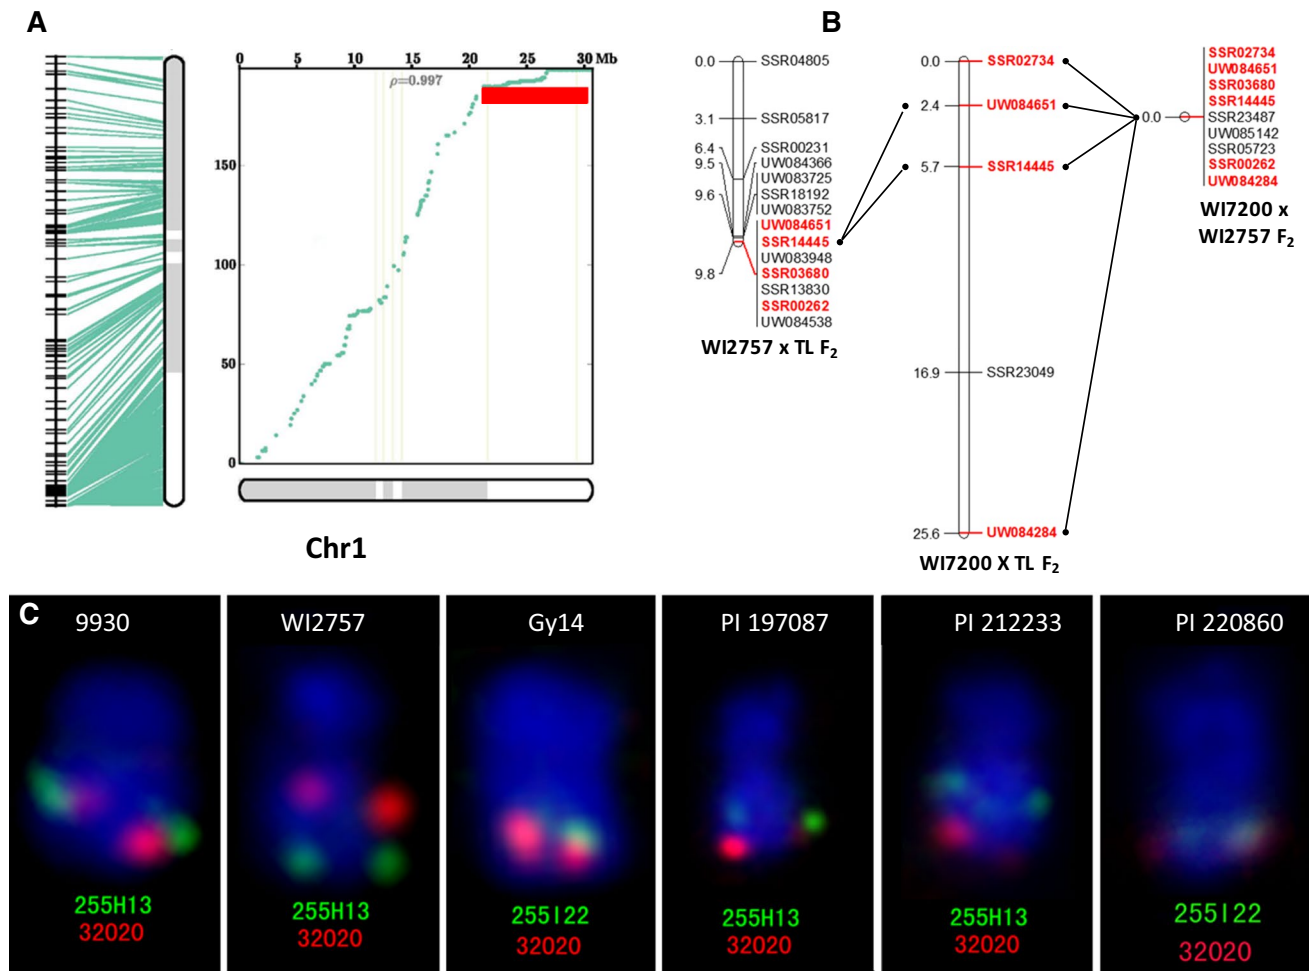 A
B
0 5 10 15 20 25 30 Mb
ρ=0.997
150
100
50
0
Chr1
0.0 SSR04805
3.1 SSR05817
6.4 SSR00231
9.5 UW084366
UW083725
9.6 SSR18192
UW083752
UW084651
SSR14445
UW083948
9.8 SSR03680
SSR13830
SSR00262
UW084538
WI2757 x TL F2
0.0 SSR02734
2.4 UW084651
5.7 SSR14445
16.9 SSR23049
25.6 UW084284
WI7200 X TL F2
SSR02734
UW084651
SSR03680
SSR14445
0.0 SSR23487
UW085142
SSR05723
SSR00262
UW084284
WI7200 x
WI2757 F2
C
9930
255H13
32020
WI2757
255H13
32020
Gy14
255I22
32020
PI 197087
255H13
32020
PI 212233
255H13
32020
PI 220860
255I22
32020